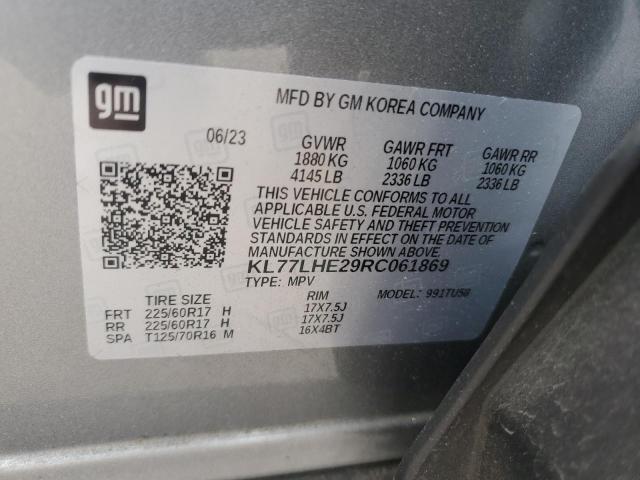 gm
MFD BY GM KOREA COMPANY
06/23 GVWR GAWR FRT GAWR RR
1880 KG 1060 KG 1060 KG
4145 LB 2336 LB 2336 LB
THIS VEHICLE CONFORMS TO ALL
APPLICABLE U.S. FEDERAL MOTOR
VEHICLE SAFETY AND THEFT PREVENTION
STANDARDS IN EFFECT ON THE DATE OF
MANUFACTURE SHOWN ABOVE.
KL77LHE29RC061869
TYPE: MPV MODEL: 991TU58
TIRE SIZE RIM
FRT 225/60R17 H 17X7.5J
RR 225/60R17 H 17X7.5J
SPA T125/70R16 M 16X4BT